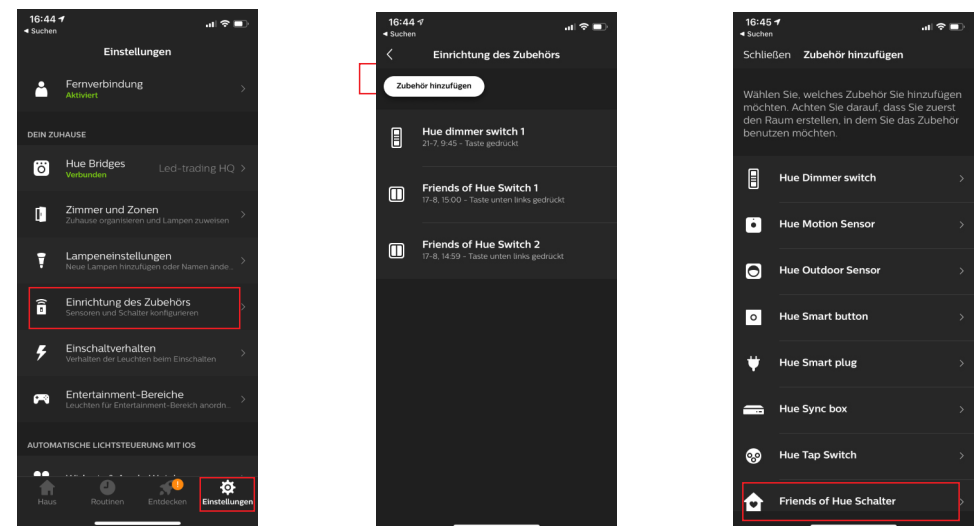 16:44
Suchen
Einstellungen
Fernverbindung
Aktiviert
DEIN ZUHAUSE
Hue Bridges
Verbunden
Led-trading HQ
Zimmer und Zonen
Zuhause organisieren und Lampen zuweisen
Lampeneinstellungen
Neue Lampen hinzufügen oder Namen ände...
Einrichtung des Zubehörs
Sensoren und Schalter konfigurieren
Einschaltverhalten
Verhalten der Leuchten beim Einschalten
Entertainment-Bereiche
Leuchten für Entertainment-Bereich anordn...
AUTOMATISCHE LICHTSTEUERUNG MIT IOS
Haus
Routinen
Entdecken
Einstellungen
16:44
Suchen
Einrichtung des Zubehörs
Zubehör hinzufügen
Hue dimmer switch 1
21-7, 9:45 - Taste gedrückt
Friends of Hue Switch 1
17-8, 15:00 - Taste unten links gedrückt
Friends of Hue Switch 2
17-8, 14:59 - Taste unten links gedrückt
16:45
Suchen
Schließen Zubehör hinzufügen
Wählen Sie, welches Zubehör Sie hinzufügen
möchten. Achten Sie darauf, dass Sie zuerst
den Raum erstellen, in dem Sie das Zubehör
benutzen möchten.
Hue Dimmer switch
Hue Motion Sensor
Hue Outdoor Sensor
Hue Smart button
Hue Smart plug
Hue Sync box
Hue Tap Switch
Friends of Hue Schalter